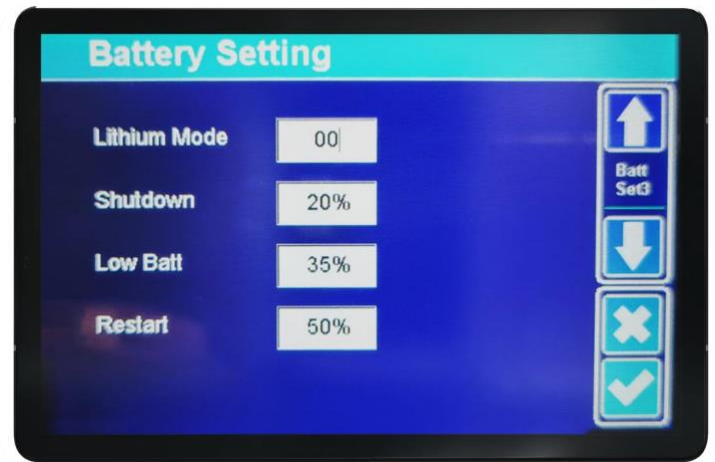 Battery Setting
Lithium Mode 00
Shutdown 20%
Low Batt 35%
Restart 50%
Batt
Set3